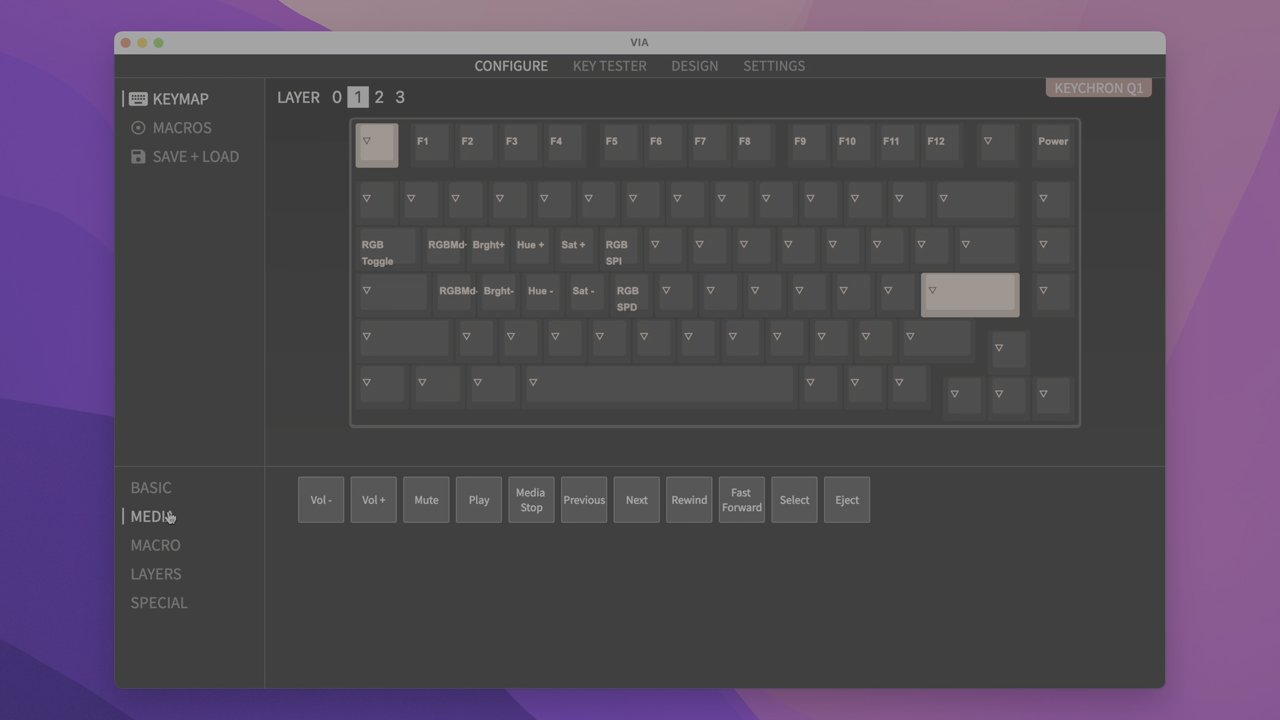 VIA
CONFIGURE KEY TESTER DESIGN SETTINGS
KEYCHRON Q1
KEYMAP
MACROS
SAVE + LOAD
LAYER 0 1 2 3
▽ F1 F2 F3 F4 F5 F6 F7 F8 F9 F10 F11 F12 ▽ Power
▽ ▽ ▽ ▽ ▽ ▽ ▽ ▽ ▽ ▽ ▽ ▽ ▽ ▽ ▽
RGB Toggle RGBMd- Brght+ Hue + Sat + RGB SPI ▽ ▽ ▽ ▽ ▽ ▽ ▽ ▽ ▽
▽ RGBMd- Brght- Hue - Sat - RGB SPD ▽ ▽ ▽ ▽ ▽ ▽ ▽ ▽
▽ ▽ ▽ ▽ ▽ ▽ ▽ ▽ ▽ ▽ ▽ ▽ ▽
▽ ▽ ▽ ▽ ▽ ▽ ▽ ▽ ▽ ▽
BASIC
MEDIA
MACRO
LAYERS
SPECIAL
Vol - Vol + Mute Play Media Stop Previous Next Rewind Fast Forward Select Eject